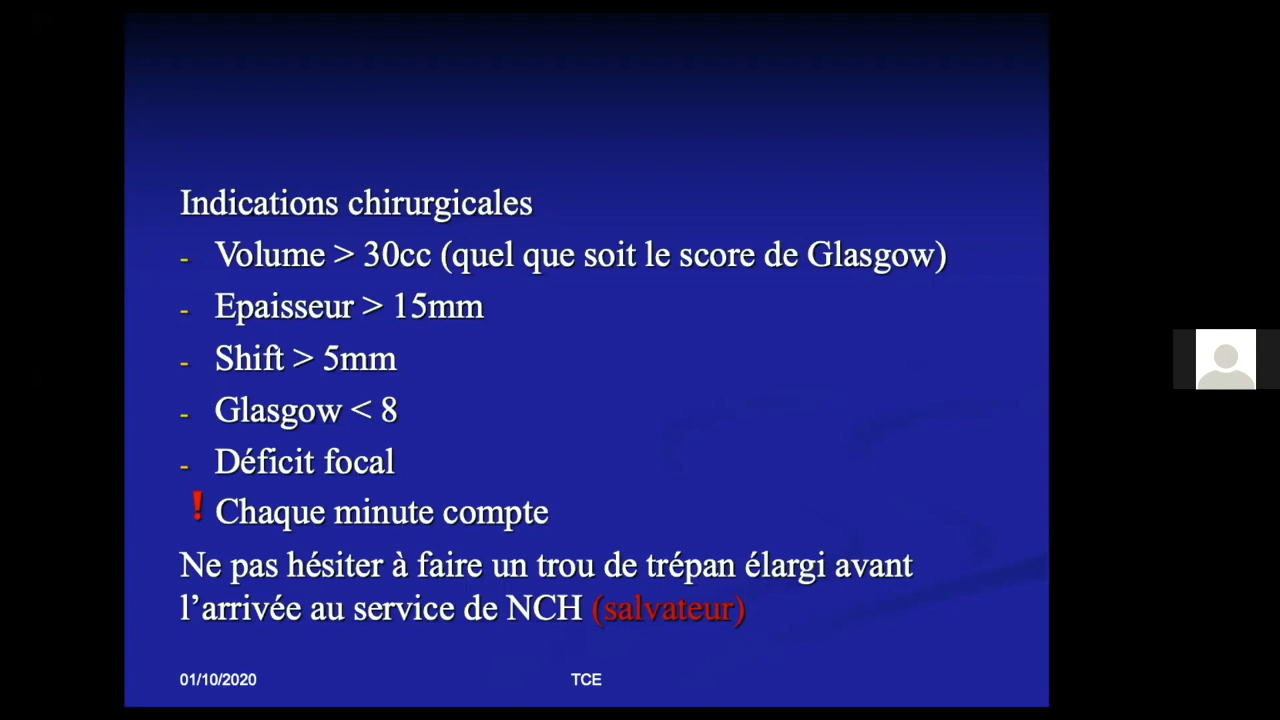 Indications chirurgicales
- Volume > 30cc (quel que soit le score de Glasgow)
- Epaisseur > 15mm
- Shift > 5mm
- Glasgow < 8
- Déficit focal
! Chaque minute compte
Ne pas hésiter à faire un trou de trépan élargi avant
l’arrivée au service de NCH (salvateur)
01/10/2020
TCE